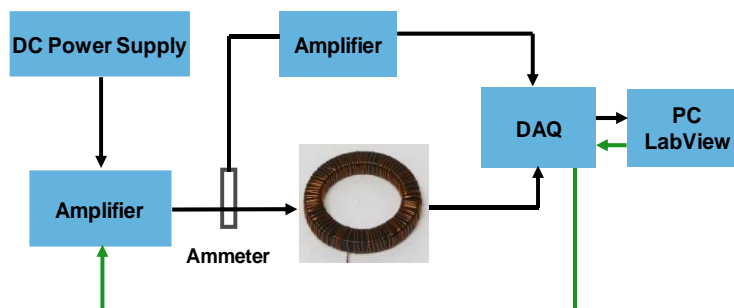 DC Power Supply
Amplifier
DAQ
PC
LabView
Amplifier
Ammeter